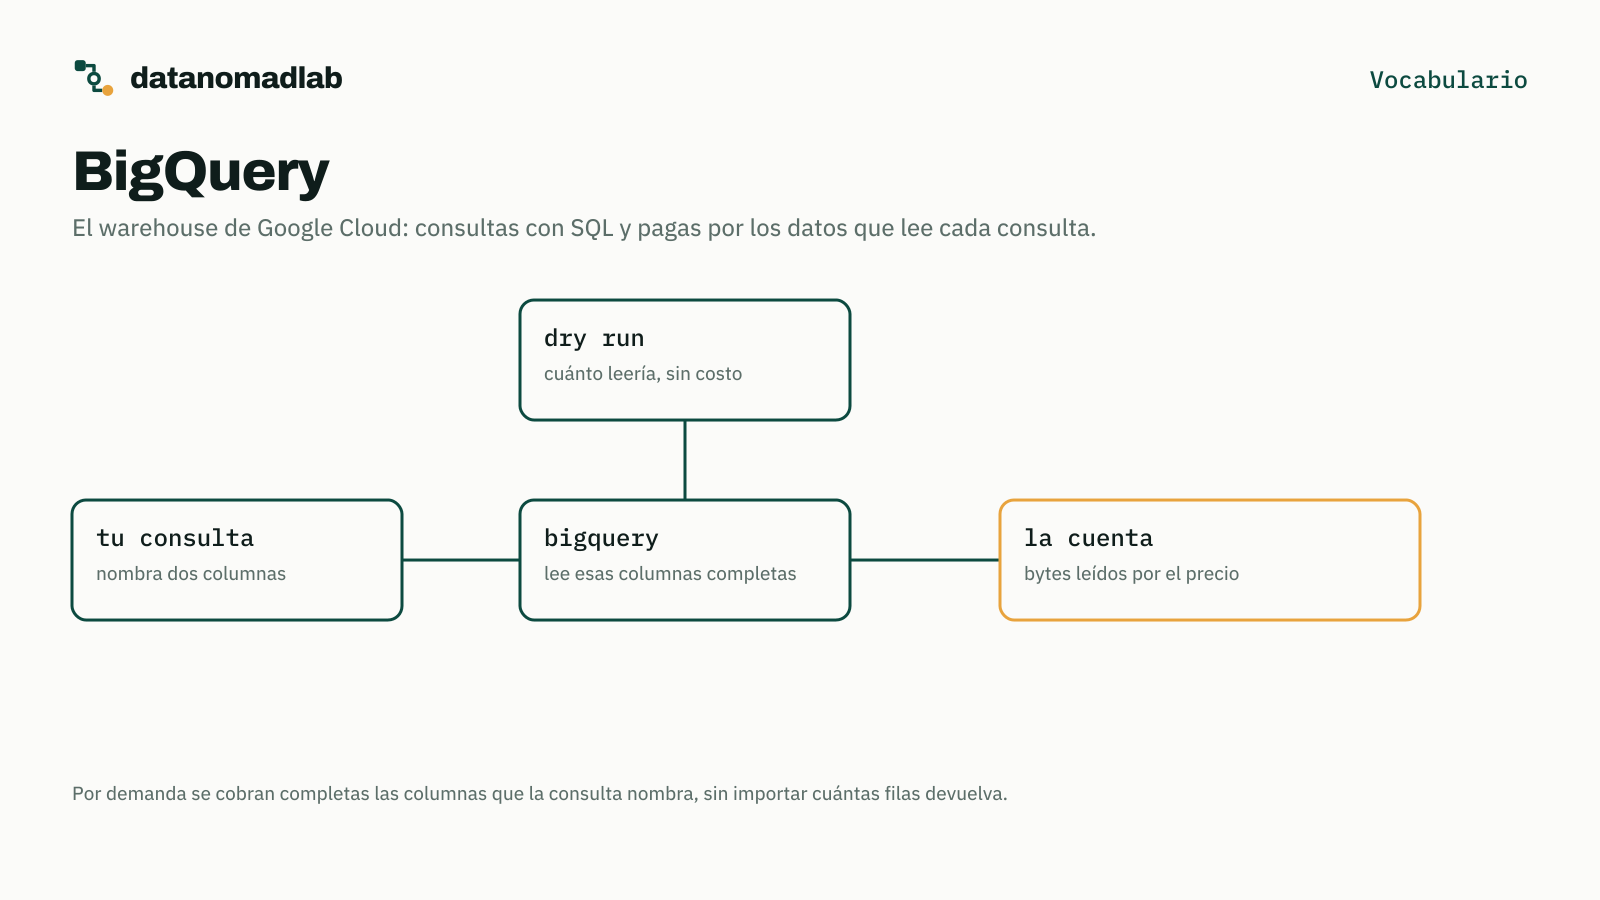 datanomadlab
Vocabulario
BigQuery
El warehouse de Google Cloud: consultas con SQL y pagas por los datos que lee cada consulta.
dry run
cuánto leería, sin costo
tu consulta
nombra dos columnas
bigquery
lee esas columnas completas
la cuenta
bytes leídos por el precio
Por demanda se cobran completas las columnas que la consulta nombra, sin importar cuántas filas devuelva.